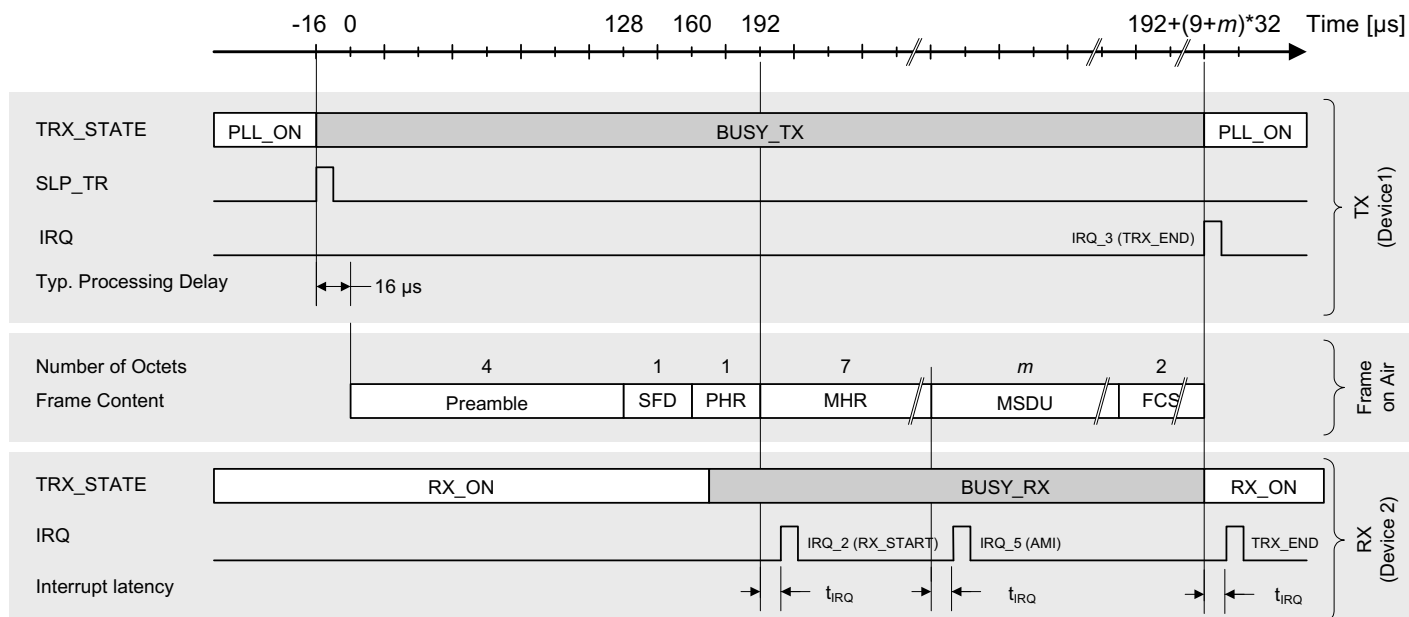 -16 0 128 160 192 192+(9+m)*32 Time [µs]
TRX_STATE PLL_ON BUSY_TX PLL_ON
SLP_TR
IRQ IRQ_3 (TRX_END)
Typ. Processing Delay 16 µs
TX
(Device1)
Number of Octets 4 1 1 7 m 2
Frame Content Preamble SFD PHR MHR MSDU FCS
Frame
on Air
TRX_STATE RX_ON BUSY_RX RX_ON
IRQ IRQ_2 (RX_START) IRQ_5 (AMI) TRX_END
Interrupt latency tIRQ tIRQ tIRQ
RX
(Device 2)